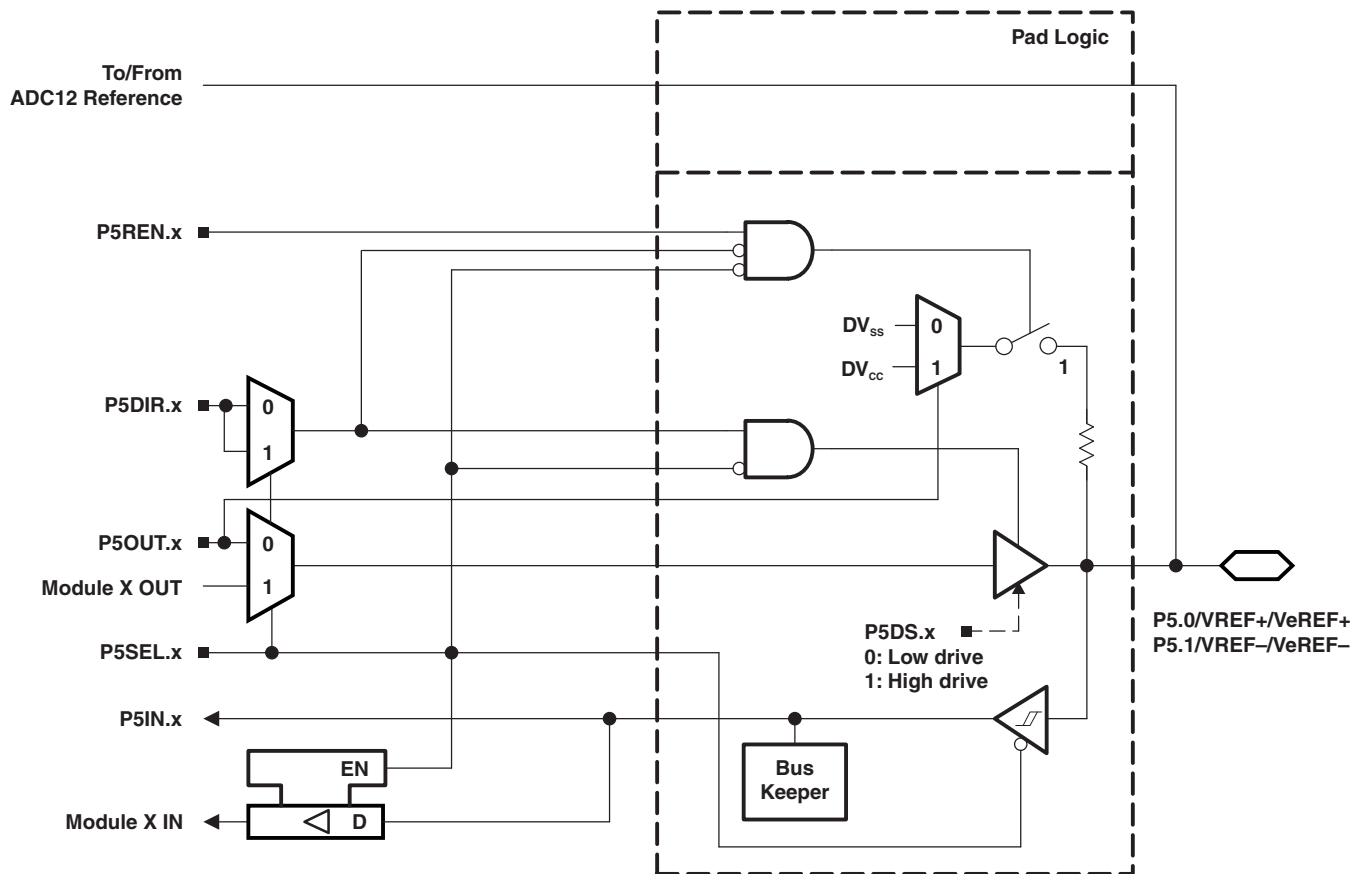 Pad Logic
To/From
ADC12 Reference
P5REN.x
DVSS
0
DVCC
1
1
P5DIR.x
0
1
P5OUT.x
0
Module X OUT
1
P5SEL.x
P5DS.x
0: Low drive
1: High drive
P5.0/VREF+/VeREF+
P5.1/VREF–/VeREF–
P5IN.x
Bus
Keeper
EN
Module X IN
D